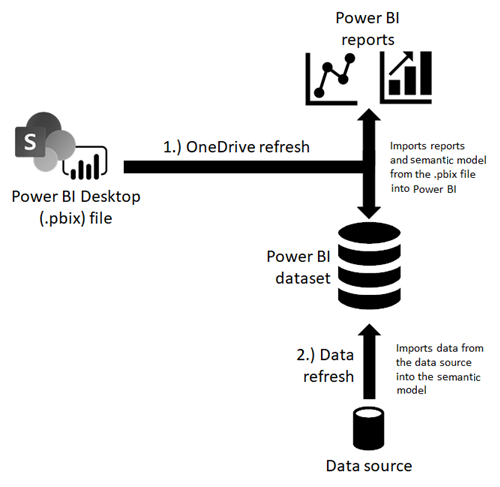 Power BI
reports
1.) OneDrive refresh
Imports reports
and semantic model
from the .pbix file
into Power BI
S
Power BI Desktop
(.pbix) file
Power BI
dataset
2.) Data
refresh
Imports data from
the data source
into the semantic
model
Data source